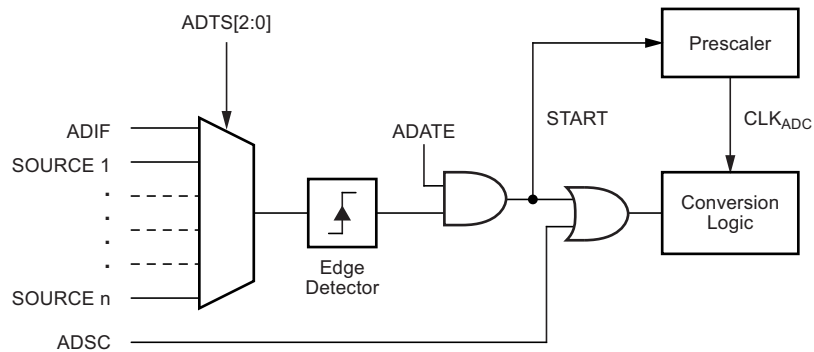 ADTS[2:0]
Prescaler
ADIF
ADATE
START
CLKADC
SOURCE 1
.
.
.
.
Conversion
Logic
Edge
Detector
SOURCE n
ADSC